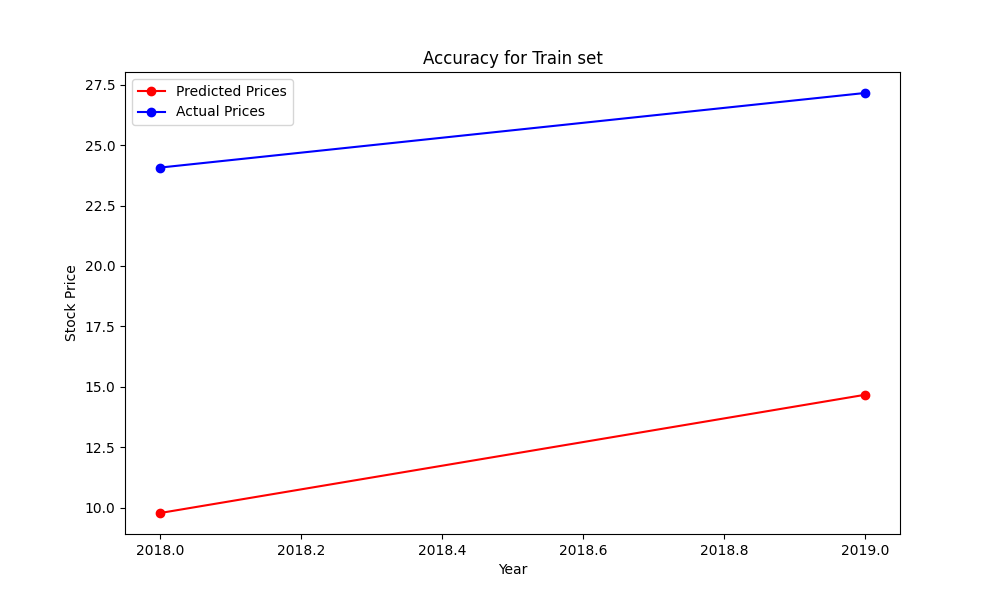 Accuracy for Train set
Predicted Prices
Actual Prices
27.5
25.0
22.5
20.0
17.5
15.0
12.5
10.0
Stock Price
2018.0 2018.2 2018.4 2018.6 2018.8 2019.0
Year